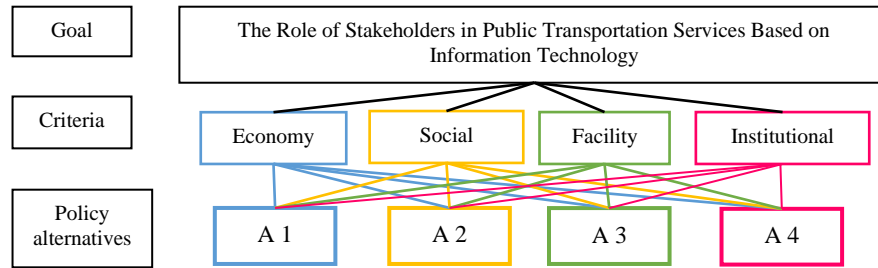 Goal
The Role of Stakeholders in Public Transportation Services Based on
Information Technology
Criteria
Economy
Social
Facility
Institutional
Policy
alternatives
A 1
A 2
A 3
A 4